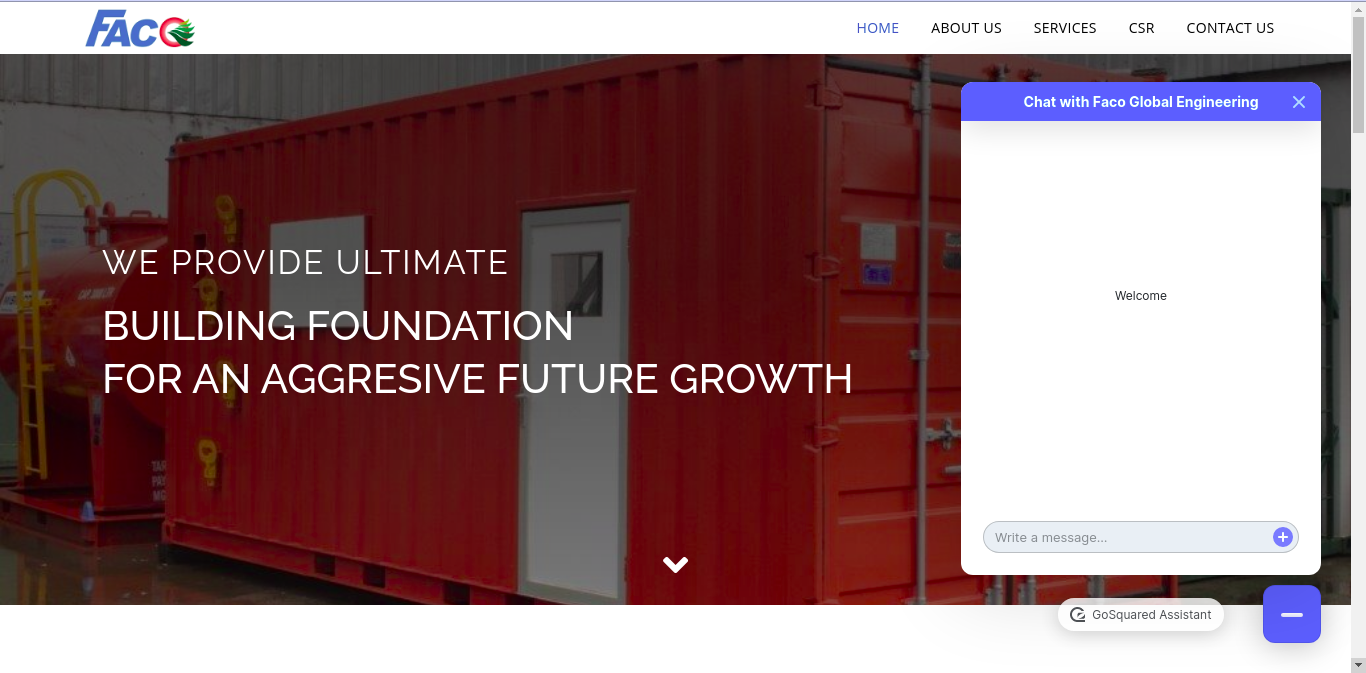 FACO
HOME
ABOUT US
SERVICES
CSR
CONTACT US
Chat with Faco Global Engineering
WE PROVIDE ULTIMATE
BUILDING FOUNDATION
FOR AN AGGRESIVE FUTURE GROWTH
Welcome
Write a message...
GoSquared Assistant